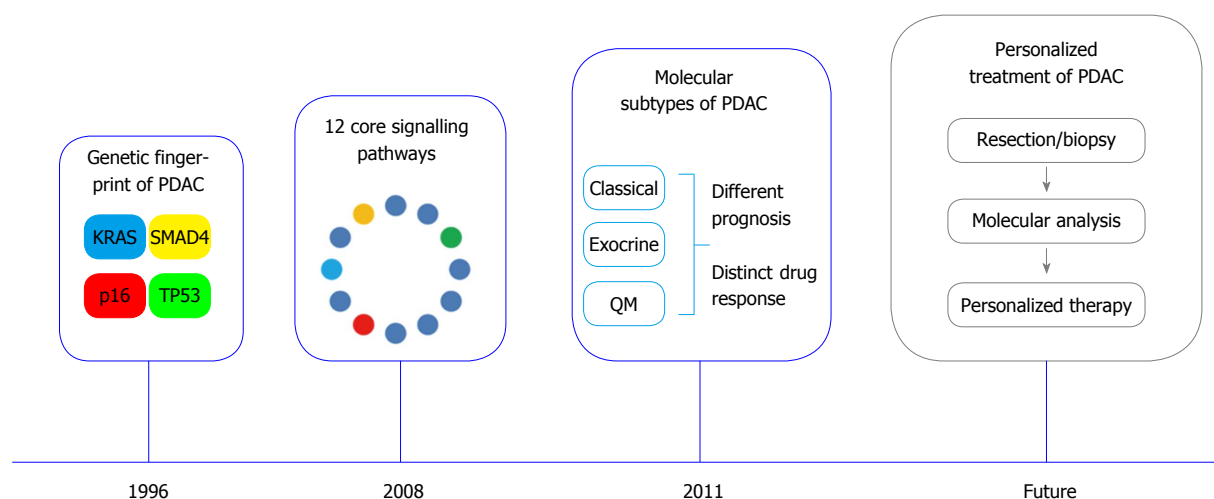 Genetic finger-
print of PDAC
KRAS
SMAD4
p16
TP53
12 core signalling
pathways
Molecular
subtypes of PDAC
Classical
Exocrine
QM
Different
prognosis
Distinct drug
response
Personalized
treatment of PDAC
Resection/biopsy
Molecular analysis
Personalized therapy
1996
2008
2011
Future